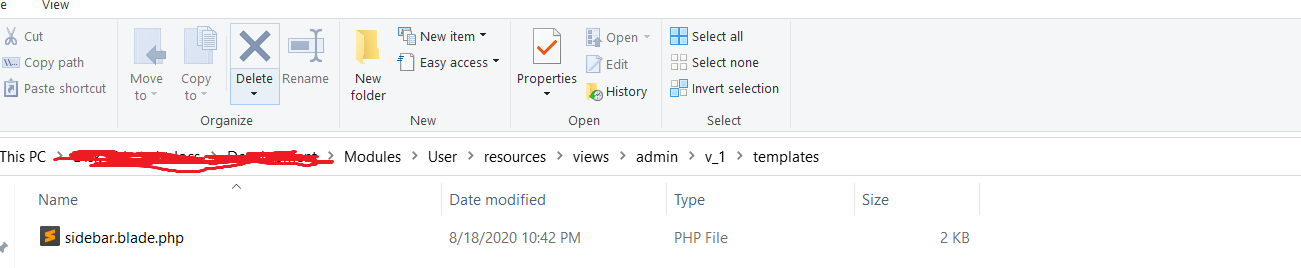 e View
Cut
Copy path
Paste shortcut
Move to
Copy to
Delete
Rename
Organize
New folder
New item
Easy access
New
Properties
Open
Edit
History
Open
Select all
Select none
Invert selection
Select
This PC Modules User resources views admin v_1 templates
Name Date modified Type Size
sidebar.blade.php 8/18/2020 10:42 PM PHP File 2 KB